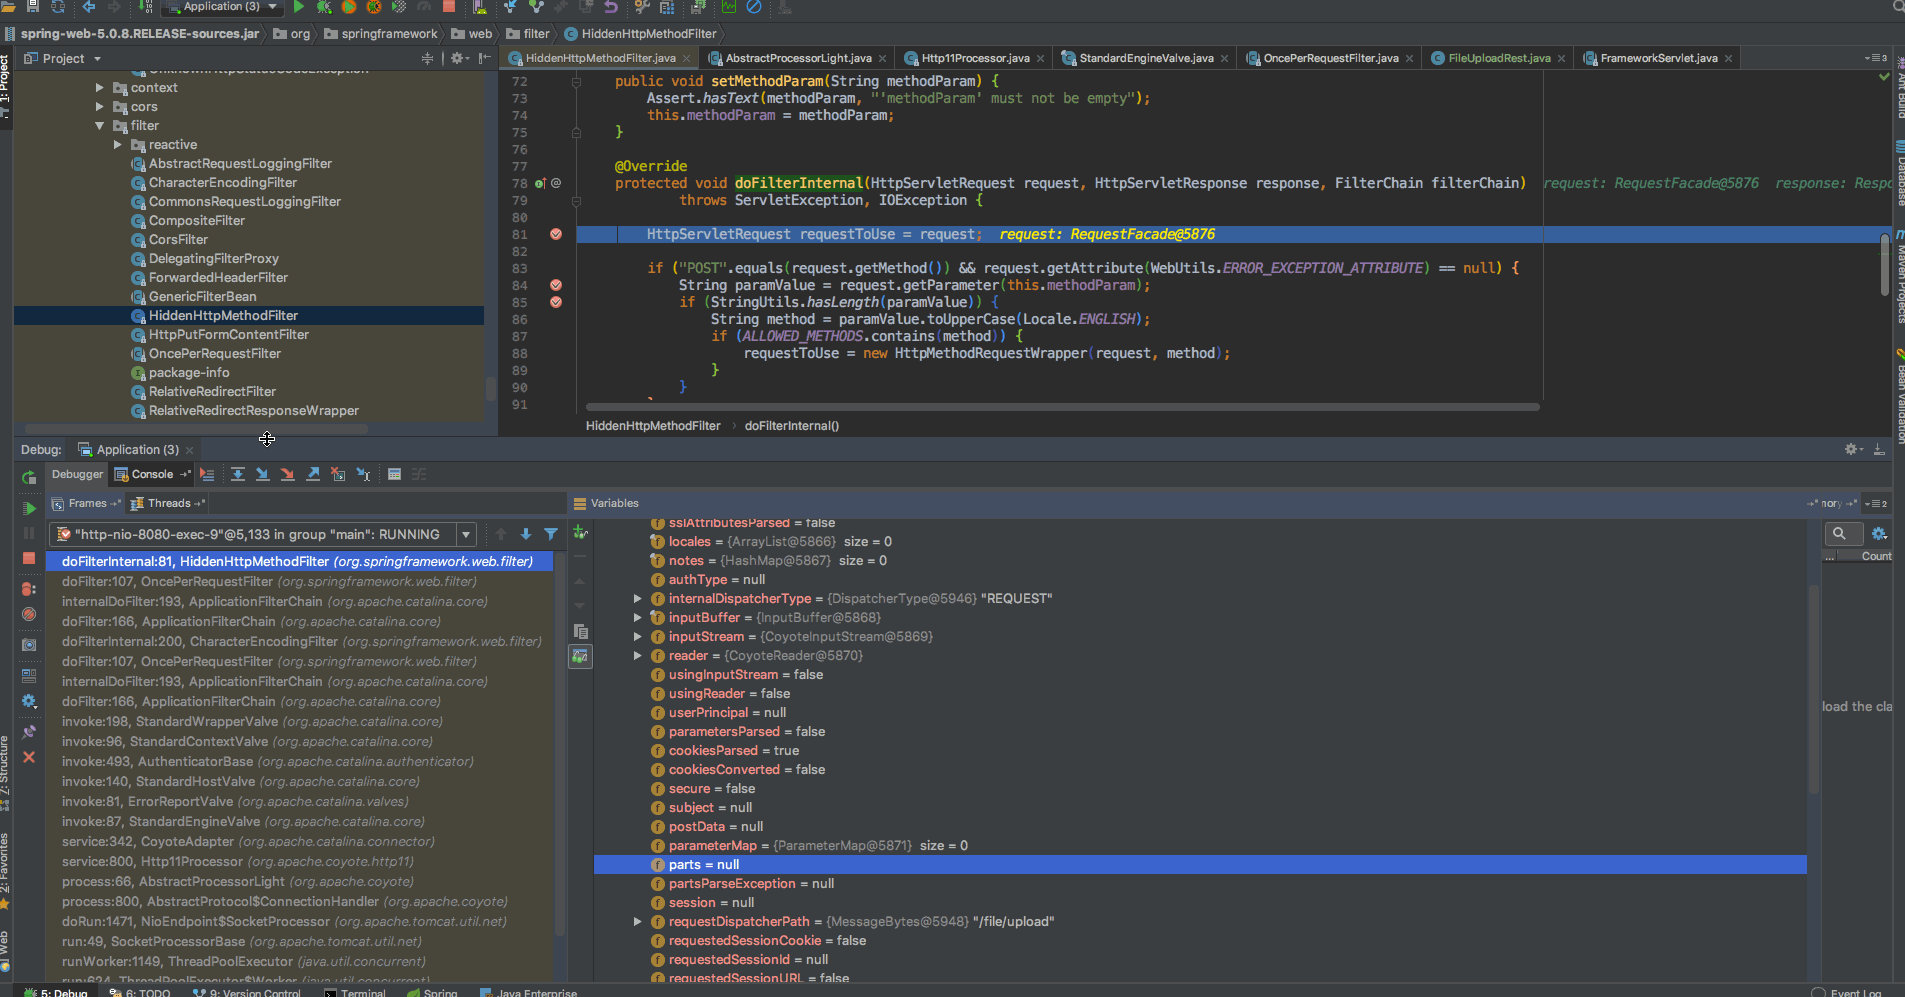 Application (3)
spring-web-5.0.8.RELEASE-sources.jar org springframework web filter HiddenHttpMethodFilter
Project
HiddenHttpMethodFilter.java AbstractProcessorLight.java Http11Processor.java StandardEngineValve.java OncePerRequestFilter.java FileUploadRest.java FrameworkServlet.java
context
cors
filter
reactive
AbstractRequestLoggingFilter
CharacterEncodingFilter
CommonsRequestLoggingFilter
CompositeFilter
CorsFilter
DelegatingFilterProxy
ForwardedHeaderFilter
GenericFilterBean
HiddenHttpMethodFilter
HttpPutFormContentFilter
OncePerRequestFilter
package-info
RelativeRedirectFilter
RelativeRedirectResponseWrapper
72 public void setMethodParam(String methodParam) {
73 Assert.hasText(methodParam, "'methodParam' must not be empty");
74 this.methodParam = methodParam;
75 }
76
77 @Override
78 protected void doFilterInternal(HttpServletRequest request, HttpServletResponse response, FilterChain filterChain) request: RequestFacade@5876 response: Respo
79 throws ServletException, IOException {
80
81 HttpServletRequest requestToUse = request; request: RequestFacade@5876
82
83 if ("POST".equals(request.getMethod()) && request.getAttribute(WebUtils.ERROR_EXCEPTION_ATTRIBUTE) == null) {
84 String paramValue = request.getParameter(this.methodParam);
85 if (StringUtils.hasLength(paramValue)) {
86 String method = paramValue.toUpperCase(Locale.ENGLISH);
87 if (ALLOWED_METHODS.contains(method)) {
88 requestToUse = new HttpMethodRequestWrapper(request, method);
89 }
90 }
91
HiddenHttpMethodFilter › doFilterInternal()
1: Project
7: Structure
2: Favorites
Web
Ant Build
Database
Maven Projects
Bean Validation
Debug: Application (3)
Debugger Console
Frames Threads
"http-nio-8080-exec-9"@5,133 in group "main": RUNNING
doFilterInternal:81, HiddenHttpMethodFilter (org.springframework.web.filter)
doFilter:107, OncePerRequestFilter (org.springframework.web.filter)
internalDoFilter:193, ApplicationFilterChain (org.apache.catalina.core)
doFilter:166, ApplicationFilterChain (org.apache.catalina.core)
doFilterInternal:200, CharacterEncodingFilter (org.springframework.web.filter)
doFilter:107, OncePerRequestFilter (org.springframework.web.filter)
internalDoFilter:193, ApplicationFilterChain (org.apache.catalina.core)
doFilter:166, ApplicationFilterChain (org.apache.catalina.core)
invoke:198, StandardWrapperValve (org.apache.catalina.core)
invoke:96, StandardContextValve (org.apache.catalina.core)
invoke:493, AuthenticatorBase (org.apache.catalina.authenticator)
invoke:140, StandardHostValve (org.apache.catalina.core)
invoke:81, ErrorReportValve (org.apache.catalina.valves)
invoke:87, StandardEngineValve (org.apache.catalina.core)
service:342, CoyoteAdapter (org.apache.catalina.connector)
service:800, Http11Processor (org.apache.coyote.http11)
process:66, AbstractProcessorLight (org.apache.coyote)
process:800, AbstractProtocol$ConnectionHandler (org.apache.coyote)
doRun:1471, NioEndpoint$SocketProcessor (org.apache.tomcat.util.net)
run:49, SocketProcessorBase (org.apache.tomcat.util.net)
runWorker:1149, ThreadPoolExecutor (java.util.concurrent)
run:624, ThreadPoolExecutor$Worker (java.util.concurrent)
Variables
sslAttributesParsed = false
locales = {ArrayList@5866} size = 0
notes = {HashMap@5867} size = 0
authType = null
internalDispatcherType = {DispatcherType@5946} "REQUEST"
inputBuffer = {InputBuffer@5868}
inputStream = {CoyoteInputStream@5869}
reader = {CoyoteReader@5870}
usingInputStream = false
usingReader = false
userPrincipal = null
parametersParsed = false
cookiesParsed = true
cookiesConverted = false
secure = false
subject = null
postData = null
parameterMap = {ParameterMap@5871} size = 0
parts = null
partsParseException = null
session = null
requestDispatcherPath = {MessageBytes@5948} "/file/upload"
requestedSessionCookie = false
requestedSessionId = null
requestedSessionURL = false
nory
... Count
load the cla
5: Debug 6: TODO 9: Version Control Terminal Spring Java Enterprise Event Log